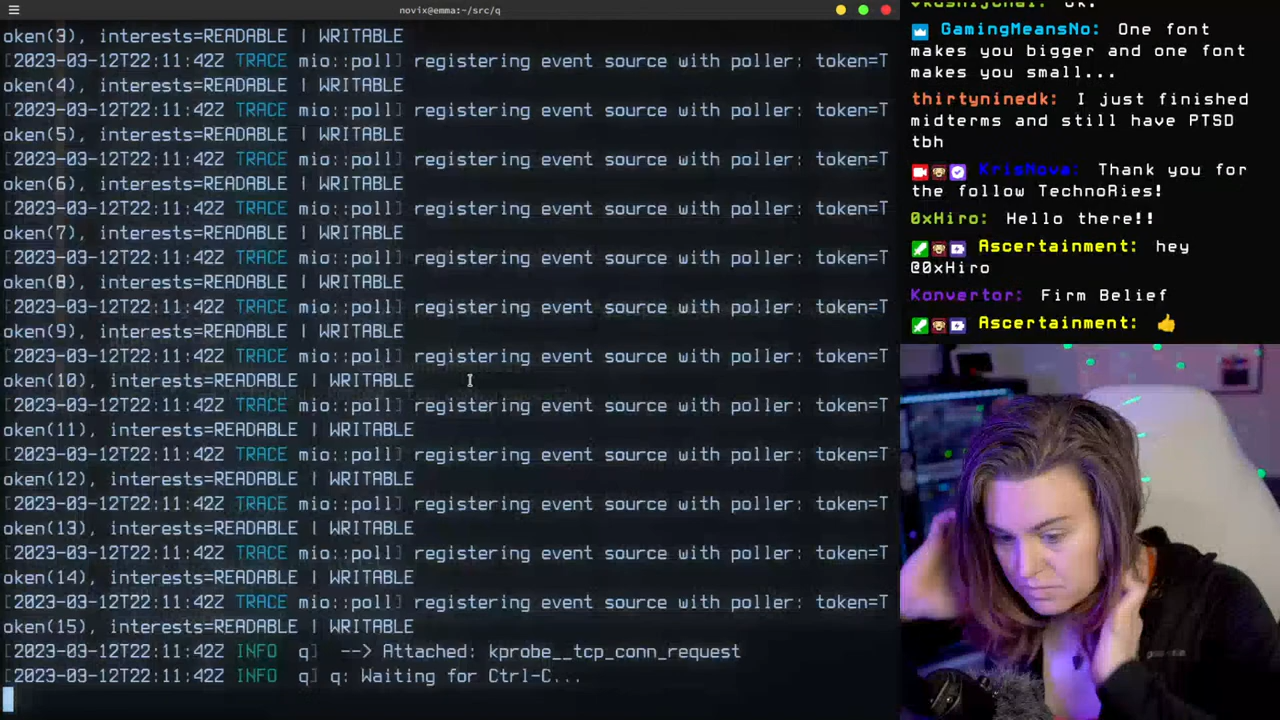 novix@emma:~/src/q
oken(3), interests=READABLE | WRITABLE
[2023-03-12T22:11:42Z TRACE mio::poll] registering event source with poller: token=T
oken(4), interests=READABLE | WRITABLE
[2023-03-12T22:11:42Z TRACE mio::poll] registering event source with poller: token=T
oken(5), interests=READABLE | WRITABLE
[2023-03-12T22:11:42Z TRACE mio::poll] registering event source with poller: token=T
oken(6), interests=READABLE | WRITABLE
[2023-03-12T22:11:42Z TRACE mio::poll] registering event source with poller: token=T
oken(7), interests=READABLE | WRITABLE
[2023-03-12T22:11:42Z TRACE mio::poll] registering event source with poller: token=T
oken(8), interests=READABLE | WRITABLE
[2023-03-12T22:11:42Z TRACE mio::poll] registering event source with poller: token=T
oken(9), interests=READABLE | WRITABLE
[2023-03-12T22:11:42Z TRACE mio::poll] registering event source with poller: token=T
oken(10), interests=READABLE | WRITABLE
[2023-03-12T22:11:42Z TRACE mio::poll] registering event source with poller: token=T
oken(11), interests=READABLE | WRITABLE
[2023-03-12T22:11:42Z TRACE mio::poll] registering event source with poller: token=T
oken(12), interests=READABLE | WRITABLE
[2023-03-12T22:11:42Z TRACE mio::poll] registering event source with poller: token=T
oken(13), interests=READABLE | WRITABLE
[2023-03-12T22:11:42Z TRACE mio::poll] registering event source with poller: token=T
oken(14), interests=READABLE | WRITABLE
[2023-03-12T22:11:42Z TRACE mio::poll] registering event source with poller: token=T
oken(15), interests=READABLE | WRITABLE
[2023-03-12T22:11:42Z INFO  q]  --> Attached: kprobe__tcp_conn_request
[2023-03-12T22:11:42Z INFO  q] q: Waiting for Ctrl-C...
GamingMeansNo: One font
makes you bigger and one font
makes you small...
thirtyninedk: I just finished
midterms and still have PTSD
tbh
KrisNova: Thank you for
the follow TechnoRies!
0xHiro: Hello there!!
Ascertainment: hey
@0xHiro
Konvertor: Firm Belief
Ascertainment: 👍